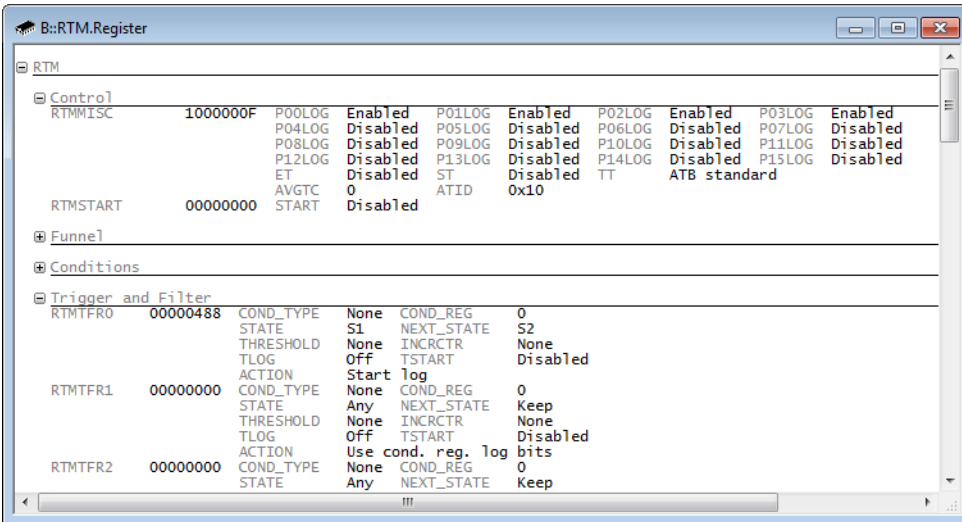 B::RTM.Register
RTM
Control
RTMMISC 1000000F P00LOG Enabled P01LOG Enabled P02LOG Enabled P03LOG Enabled
P04LOG Disabled P05LOG Disabled P06LOG Disabled P07LOG Disabled
P08LOG Disabled P09LOG Disabled P10LOG Disabled P11LOG Disabled
P12LOG Disabled P13LOG Disabled P14LOG Disabled P15LOG Disabled
ET Disabled ST Disabled TT ATB standard
AVGTC 0 ATID 0x10
RTMSTART 00000000 START Disabled
Funnel
Conditions
Trigger and Filter
RTMTFR0 00000488 COND_TYPE None COND_REG 0
STATE S1 NEXT_STATE S2
THRESHOLD None INCRCTR None
TLOG Off TSTART Disabled
ACTION Start log
RTMTFR1 00000000 COND_TYPE None COND_REG 0
STATE Any NEXT_STATE Keep
THRESHOLD None INCRCTR None
TLOG Off TSTART Disabled
ACTION Use cond. reg. log bits
RTMTFR2 00000000 COND_TYPE None COND_REG 0
STATE Any NEXT_STATE Keep